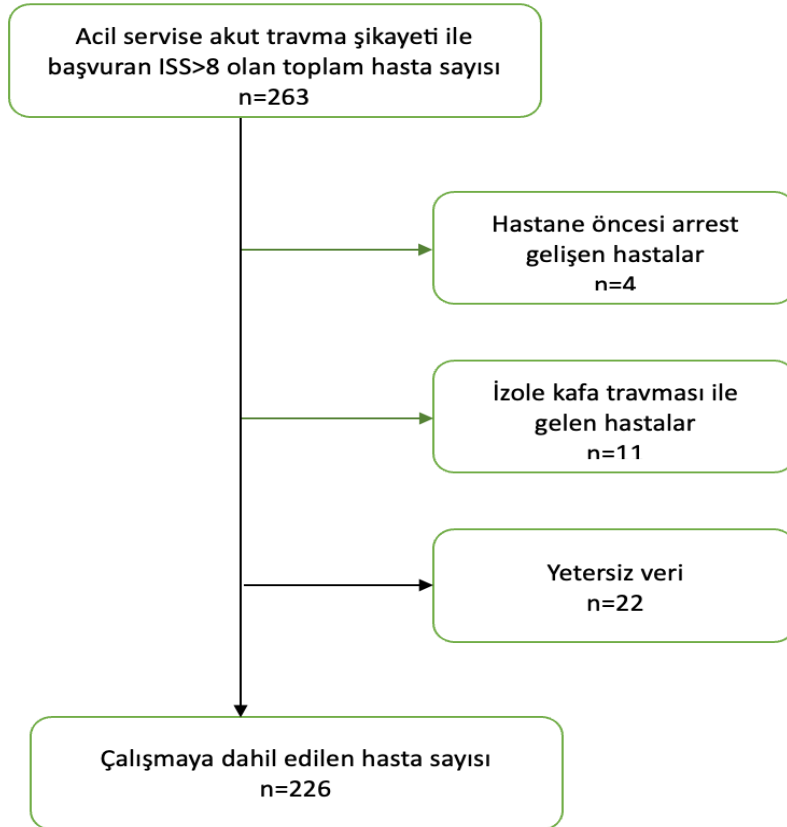 Acil servise akut travma şikayeti ile
başvuran ISS>8 olan toplam hasta sayısı
n=263
Hastane öncesi arrest
gelişen hastalar
n=4
İzole kafa travması ile
gelen hastalar
n=11
Yetersiz veri
n=22
Çalışmaya dahil edilen hasta sayısı
n=226